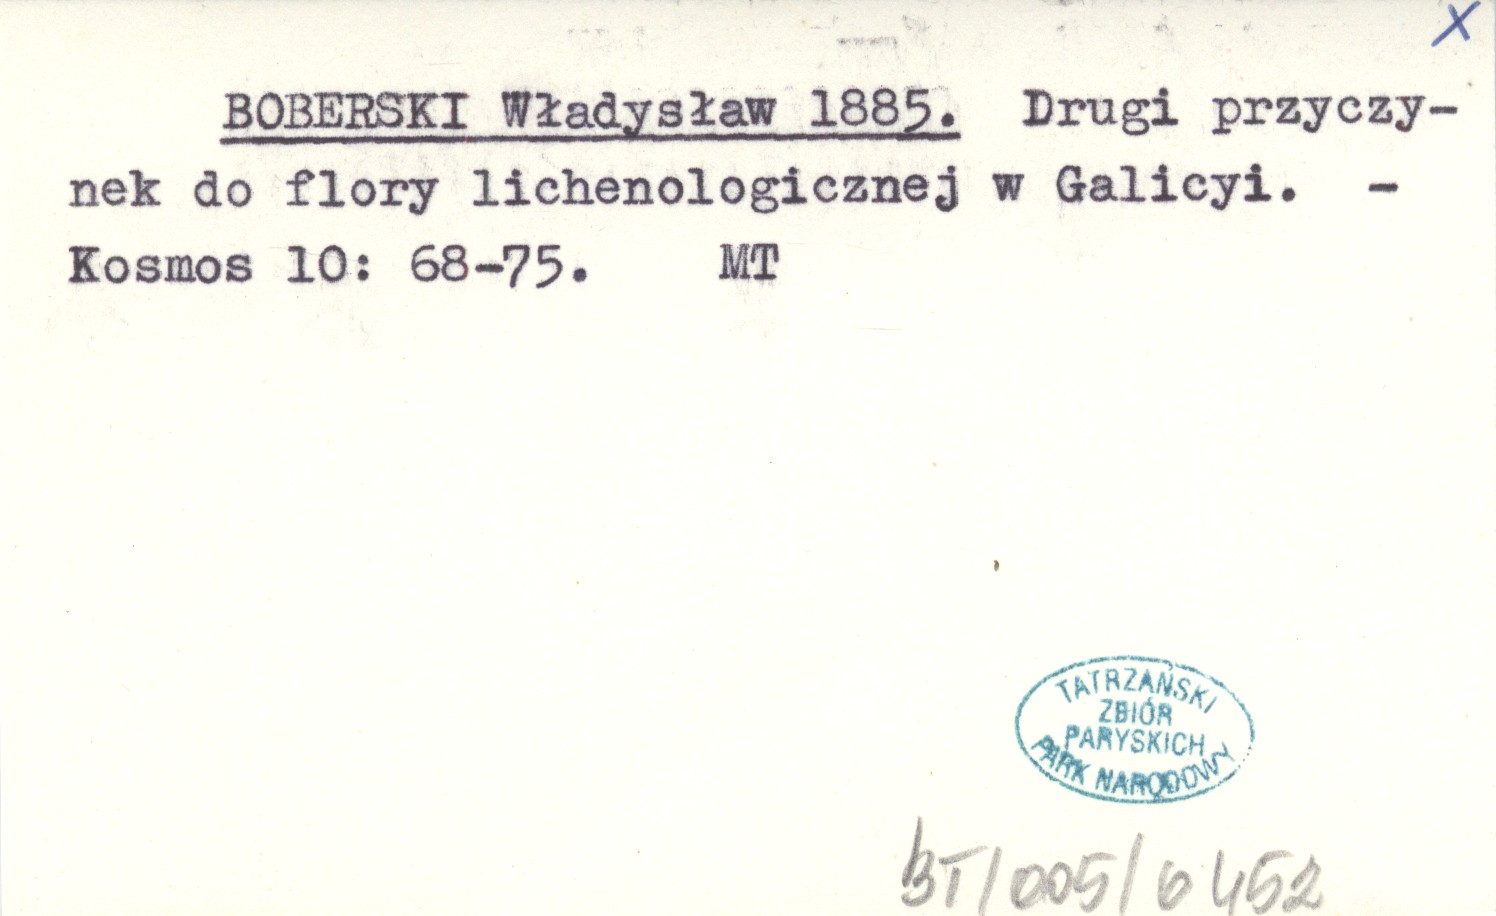 X
BOBERSKI Władysław 1885. Drugi przyczy-
nek do flory lichenologicznej w Galicyi. -
Kosmos 10: 68-75. MT
TATRZAŃSKI
ZBIÓR
PARYSKICH
PARK NARODOWY
BT/005/6452